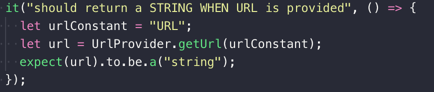 it("should return a STRING WHEN URL is provided", () => {
  let urlConstant = "URL";
  let url = UrlProvider.getUrl(urlConstant);
  expect(url).to.be.a("string");
});